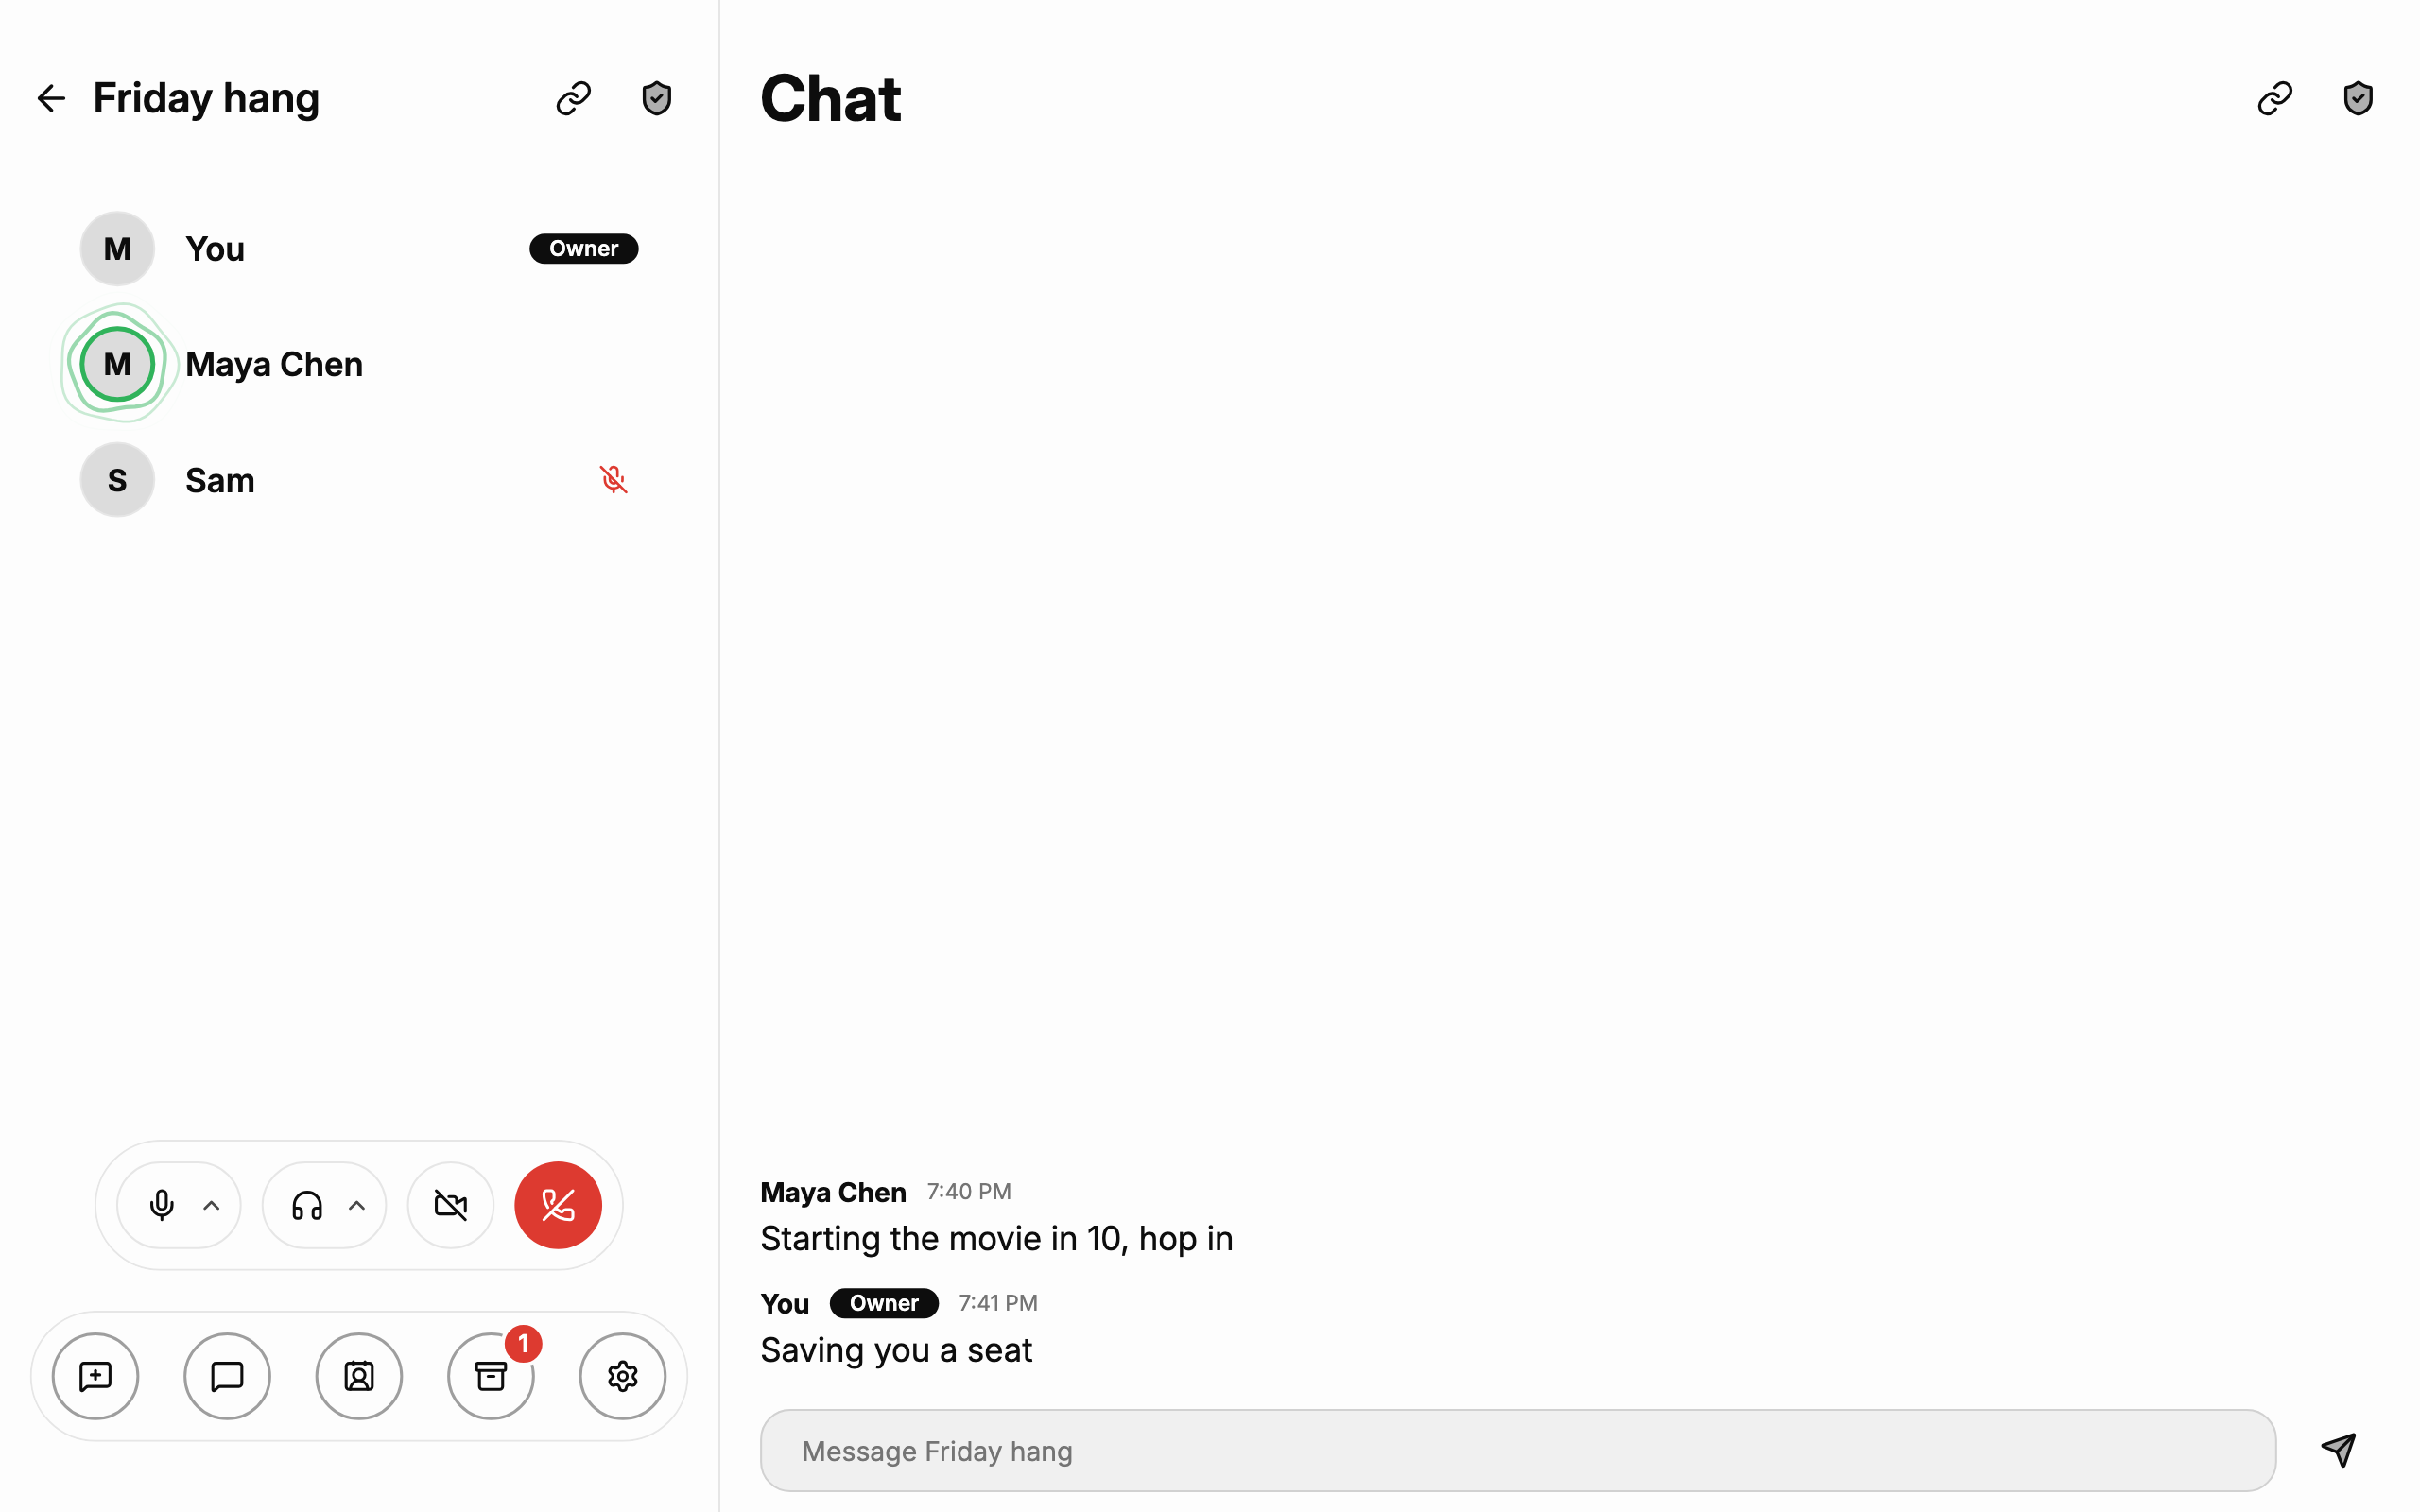 Friday hang
M
You
Owner
M
Maya Chen
S
Sam
1
Chat
Maya Chen 7:40 PM
Starting the movie in 10, hop in
You Owner 7:41 PM
Saving you a seat
Message Friday hang